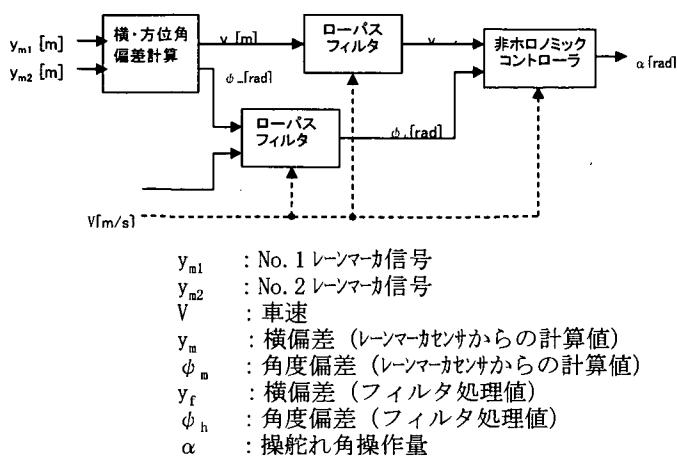 y_m1 [m]
y_m2 [m]
横・方位角
偏差計算
ローパス
フィルタ
非ホロノミック
コントローラ
α[rad]
[m]
[rad]
ローパス
フィルタ
[rad]
V[m/s]
y_m1 : No. 1 レーンマーカ信号
y_m2 : No. 2 レーンマーカ信号
V : 車速
y_m : 横偏差 (レーンマーカセンサからの計算値)
φ_m : 角度偏差 (レーンマーカセンサからの計算値)
y_f : 横偏差 (フィルタ処理値)
φ_h : 角度偏差 (フィルタ処理値)
α : 操舵れ角操作量